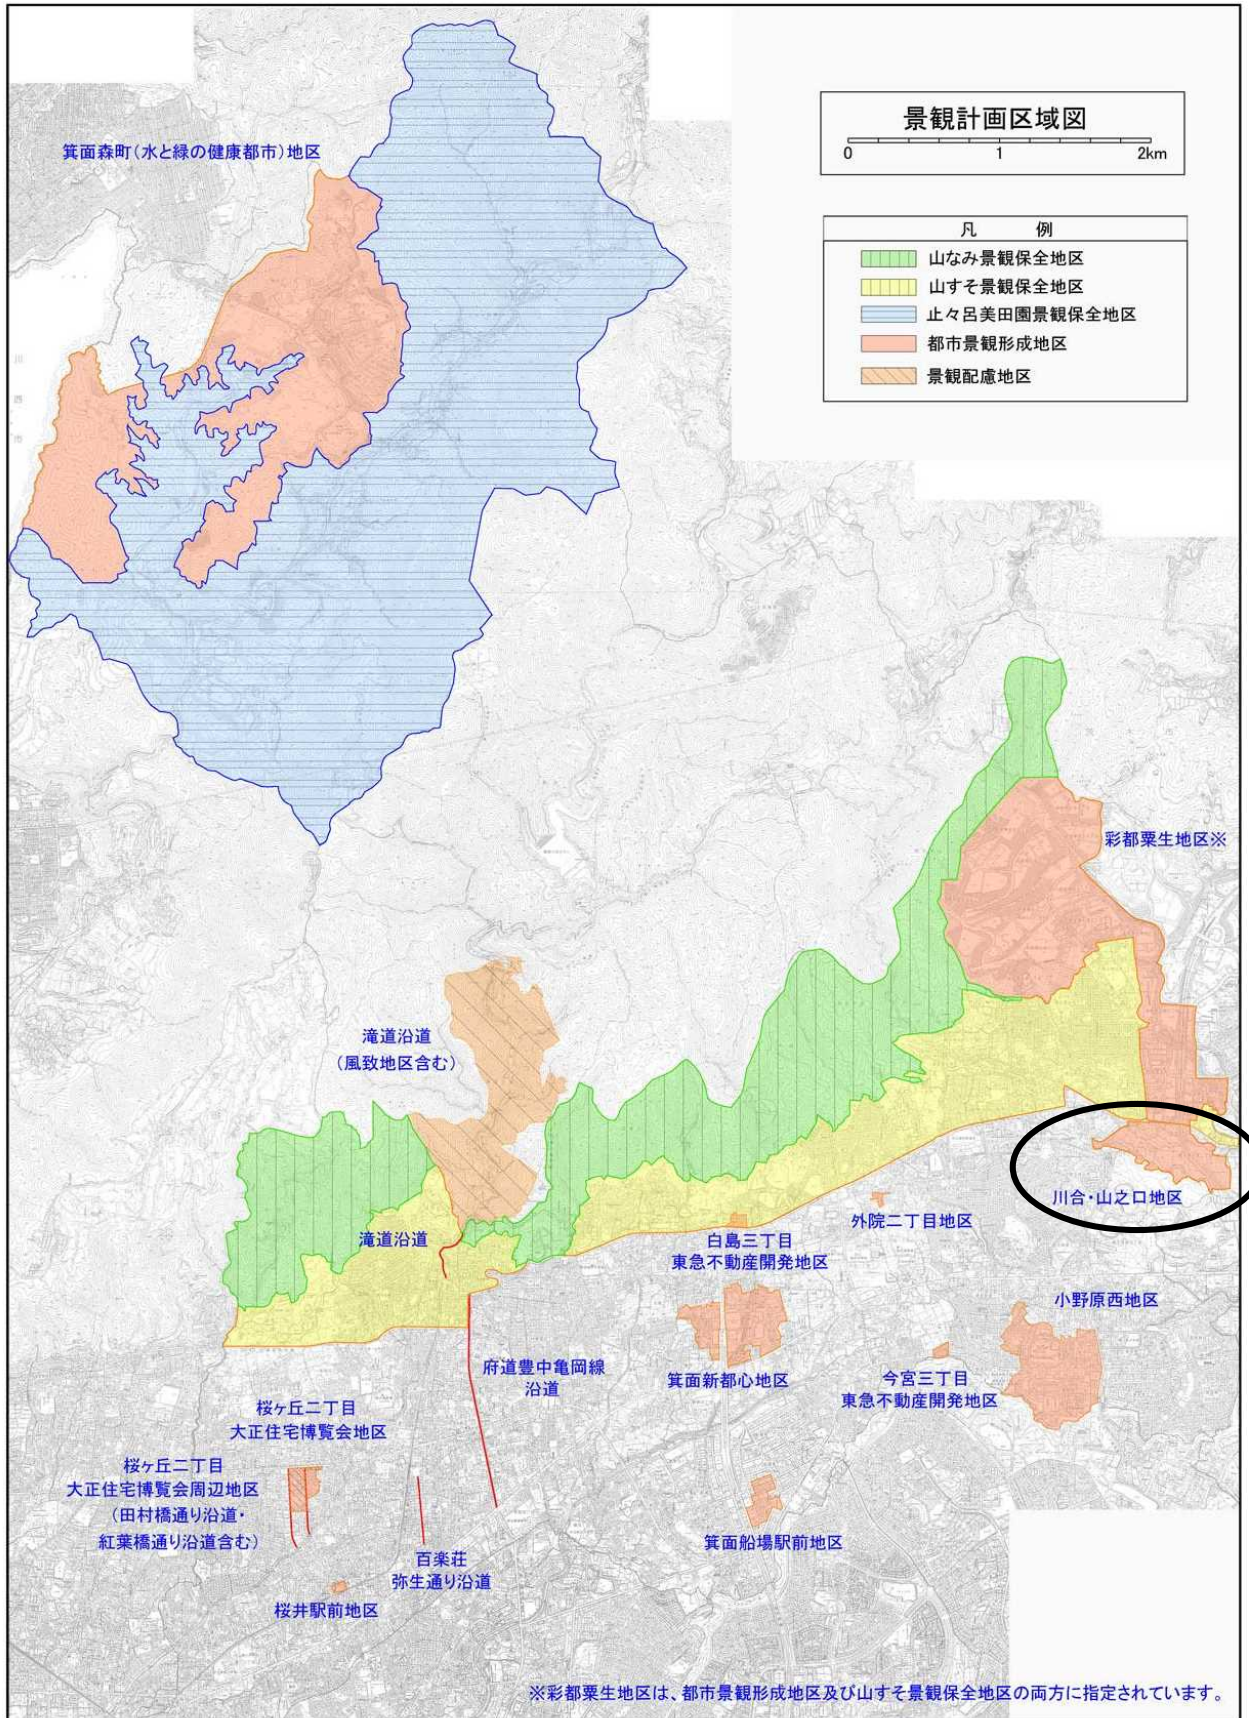 景観計画区域図
0 1 2km
箕面森町(水と緑の健康都市)地区
凡 例
山なみ景観保全地区
山すそ景観保全地区
止々呂美田園景観保全地区
都市景観形成地区
景観配慮地区
彩都粟生地区※
滝道沿道
(風致地区含む)
川合・山之口地区
外院二丁目地区
滝道沿道
白島三丁目
東急不動産開発地区
小野原西地区
府道豊中亀岡線
沿道
箕面新都心地区
今宮三丁目
東急不動産開発地区
桜ヶ丘二丁目
大正住宅博覧会地区
桜ヶ丘二丁目
大正住宅博覧会周辺地区
(田村橋通り沿道・
紅葉橋通り沿道含む)
箕面船場駅前地区
百楽荘
弥生通り沿道
桜井駅前地区
※彩都粟生地区は、都市景観形成地区及び山すそ景観保全地区の両方に指定されています。